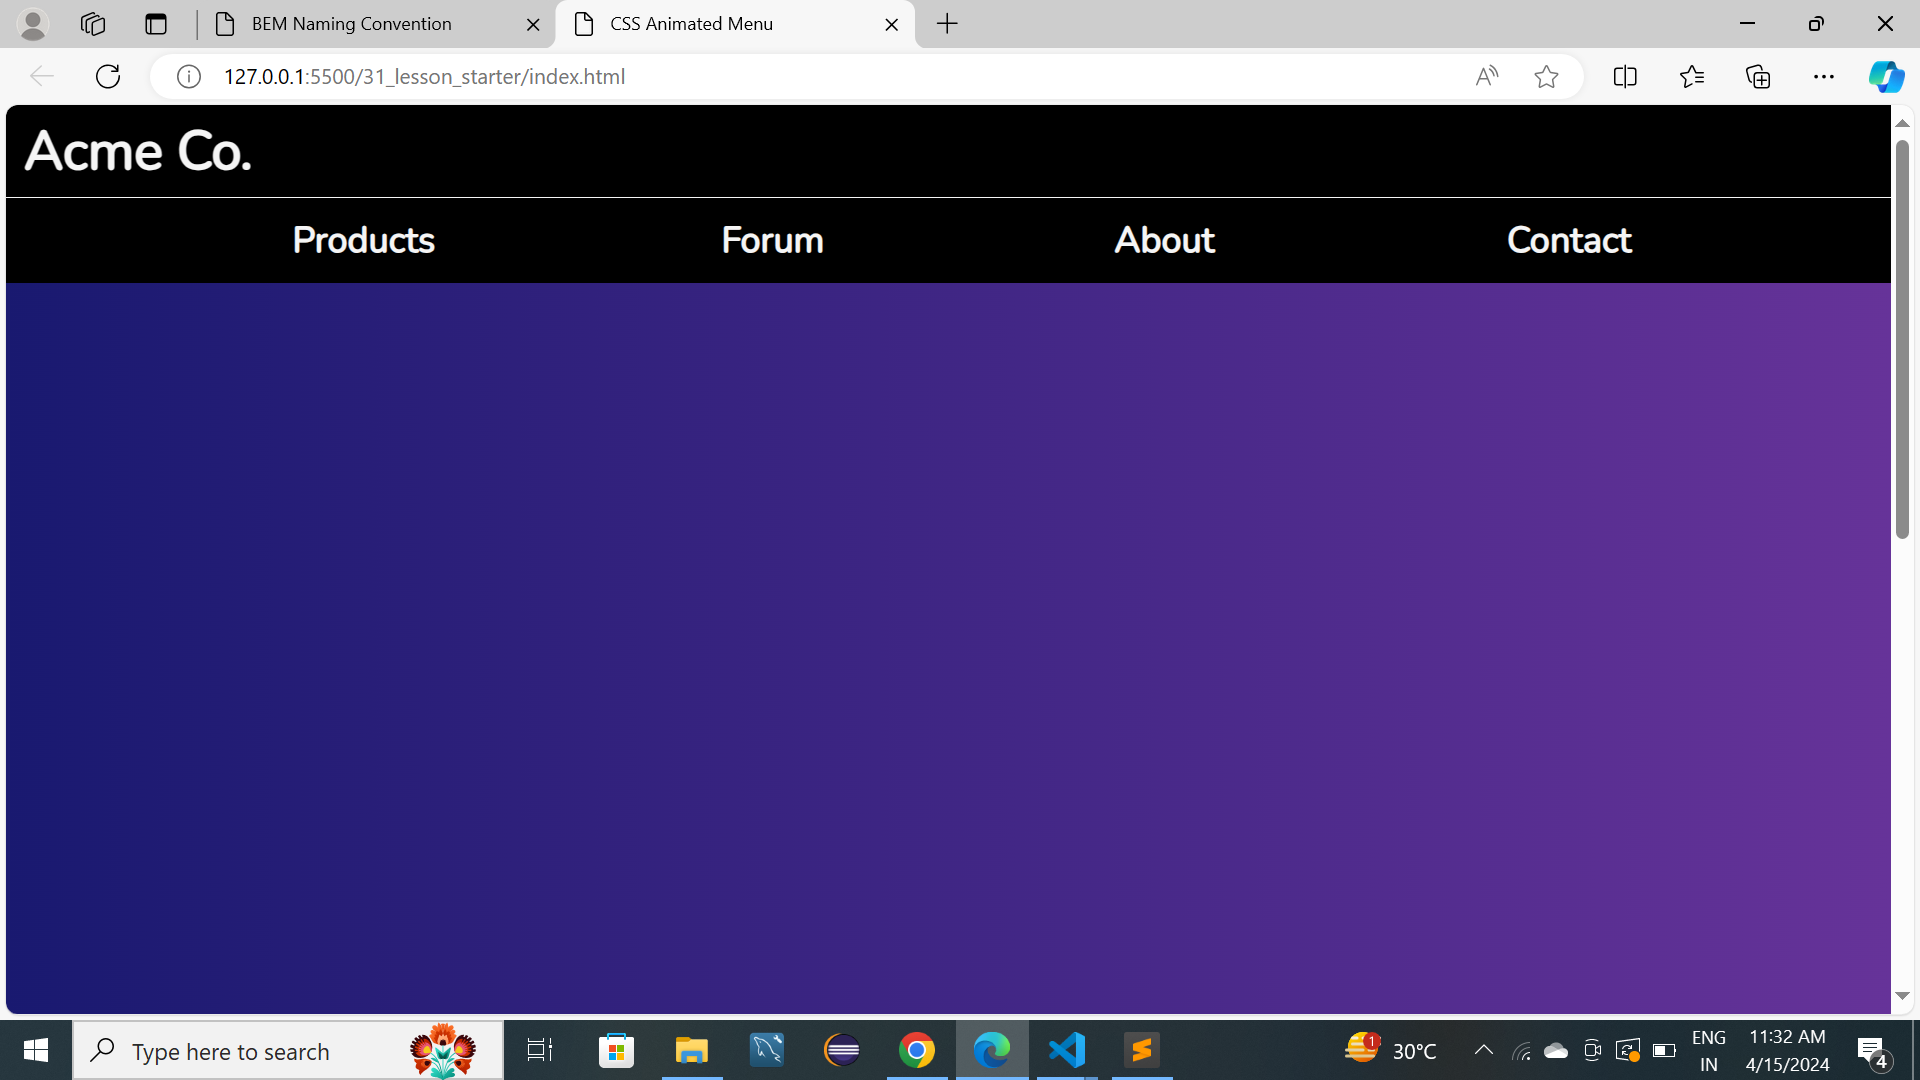 BEM Naming Convention
CSS Animated Menu
127.0.0.1:5500/31_lesson_starter/index.html
Acme Co.
Products Forum About Contact
Type here to search
1
30°C
ENG
IN
11:32 AM
4/15/2024
4